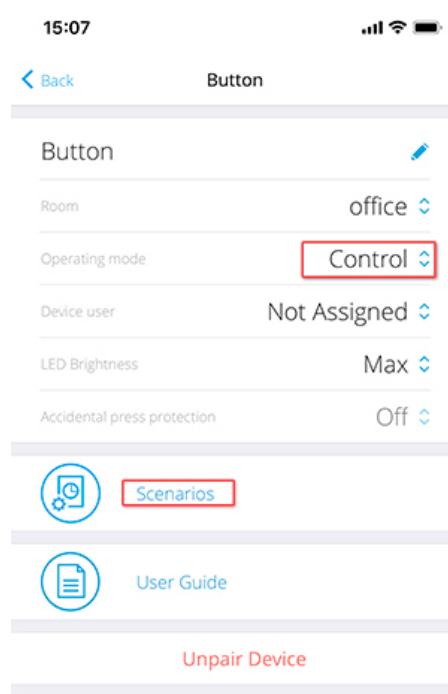 15:07
Back Button
Button
Room office
Operating mode Control
Device user Not Assigned
LED Brightness Max
Accidental press protection Off
Scenarios
User Guide
Unpair Device